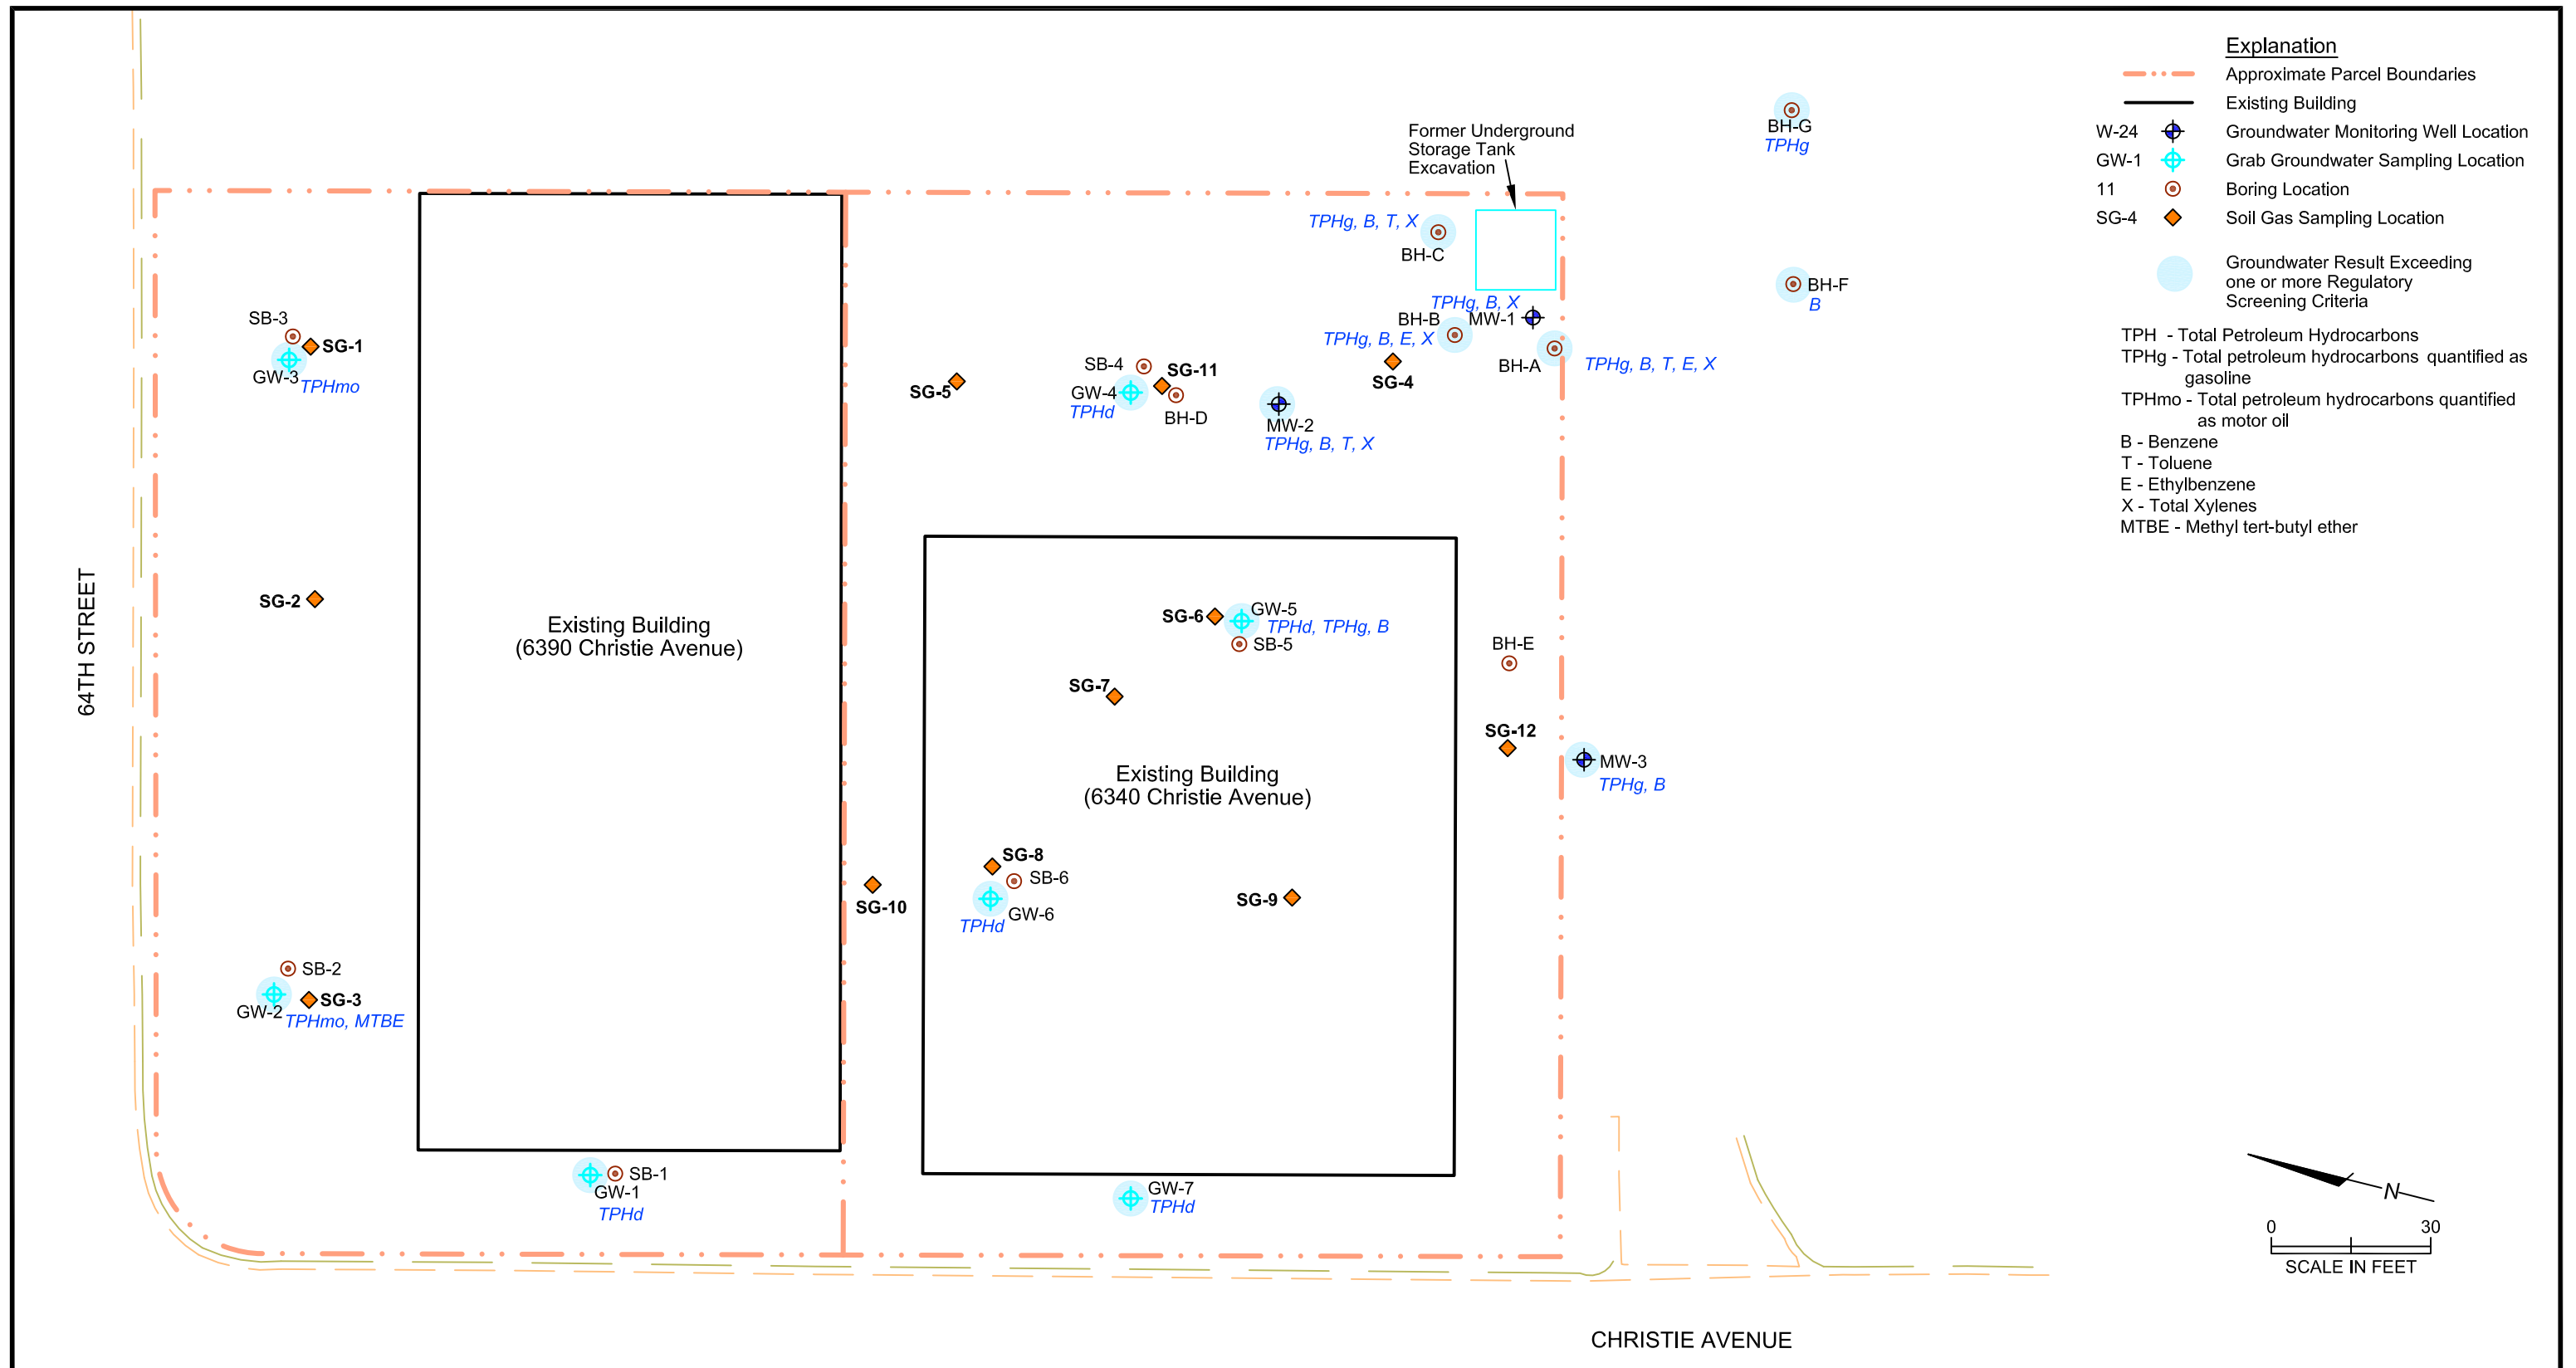 Explanation
Approximate Parcel Boundaries
Existing Building
W-24 Groundwater Monitoring Well Location
GW-1 Grab Groundwater Sampling Location
11 Boring Location
SG-4 Soil Gas Sampling Location
Groundwater Result Exceeding
one or more Regulatory
Screening Criteria
TPH - Total Petroleum Hydrocarbons
TPHg - Total petroleum hydrocarbons quantified as
gasoline
TPHmo - Total petroleum hydrocarbons quantified
as motor oil
B - Benzene
T - Toluene
E - Ethylbenzene
X - Total Xylenes
MTBE - Methyl tert-butyl ether
BH-G
TPHg
Former Underground
Storage Tank
Excavation
TPHg, B, T, X
BH-C
BH-F
B
TPHg, B, X
BH-B
MW-1
TPHg, B, E, X
BH-A
TPHg, B, T, E, X
SB-3
SG-1
GW-3
TPHmo
SG-5
SB-4
SG-11
GW-4
TPHd
BH-D
SG-4
MW-2
TPHg, B, T, X
64TH STREET
SG-2
Existing Building
(6390 Christie Avenue)
SG-6
GW-5
TPHd, TPHg, B
SB-5
SG-7
BH-E
SG-12
MW-3
TPHg, B
Existing Building
(6340 Christie Avenue)
SG-8
SB-6
GW-6
TPHd
SG-10
SG-9
SB-2
GW-2
SG-3
TPHmo, MTBE
SB-1
GW-1
TPHd
GW-7
TPHd
N
0 30
SCALE IN FEET
CHRISTIE AVENUE